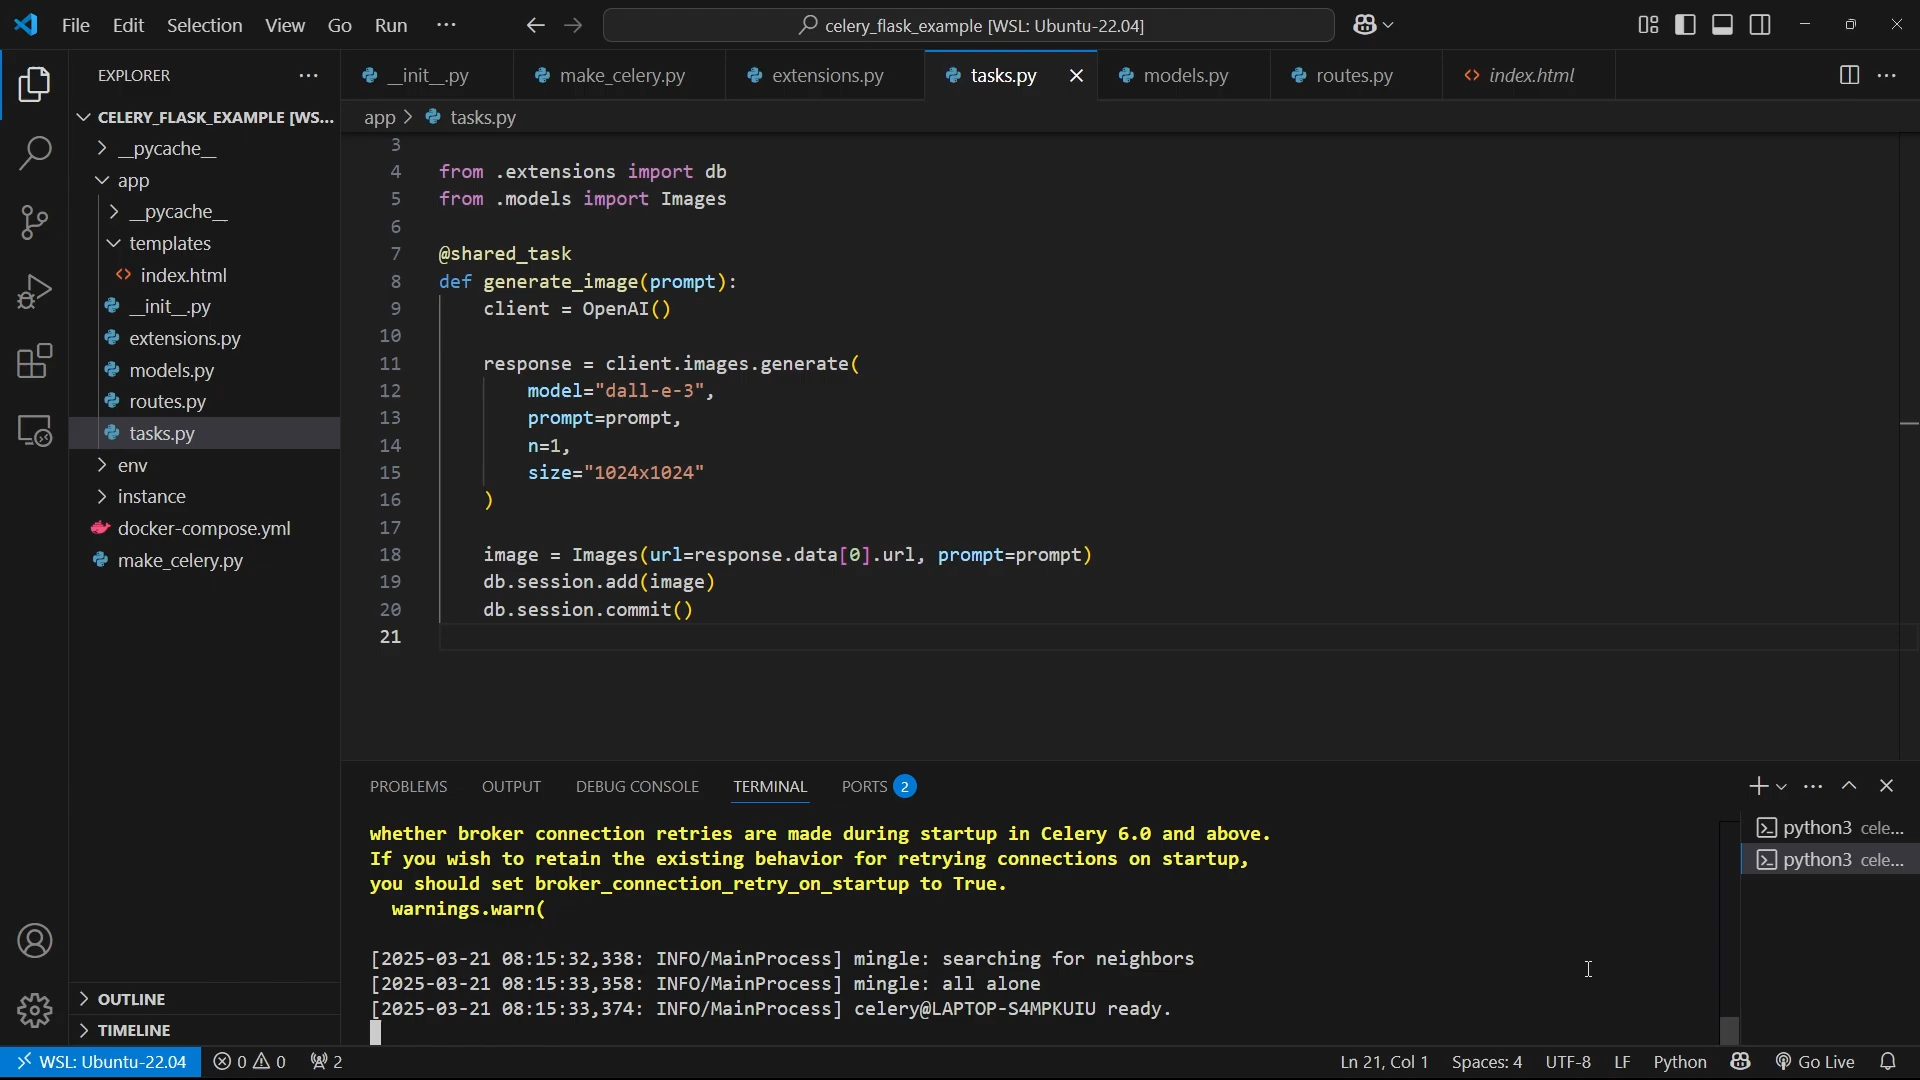 File Edit Selection View Go Run ···
celery_flask_example [WSL: Ubuntu-22.04]
EXPLORER
CELERY_FLASK_EXAMPLE [WS...
__pycache__
app
__pycache__
templates
index.html
__init__.py
extensions.py
models.py
routes.py
tasks.py
env
instance
docker-compose.yml
make_celery.py
OUTLINE
TIMELINE
__init__.py make_celery.py extensions.py tasks.py models.py routes.py index.html
app > tasks.py
3
4 from .extensions import db
5 from .models import Images
6
7 @shared_task
8 def generate_image(prompt):
9 client = OpenAI()
10
11 response = client.images.generate(
12 model="dall-e-3",
13 prompt=prompt,
14 n=1,
15 size="1024x1024"
16 )
17
18 image = Images(url=response.data[0].url, prompt=prompt)
19 db.session.add(image)
20 db.session.commit()
21
PROBLEMS OUTPUT DEBUG CONSOLE TERMINAL PORTS 2
whether broker connection retries are made during startup in Celery 6.0 and above.
If you wish to retain the existing behavior for retrying connections on startup,
you should set broker_connection_retry_on_startup to True.
warnings.warn(
[2025-03-21 08:15:32,338: INFO/MainProcess] mingle: searching for neighbors
[2025-03-21 08:15:33,358: INFO/MainProcess] mingle: all alone
[2025-03-21 08:15:33,374: INFO/MainProcess] celery@LAPTOP-S4MPKUIU ready.
python3 cele...
python3 cele...
WSL: Ubuntu-22.04 0 0 2 Ln 21, Col 1 Spaces: 4 UTF-8 LF Python Go Live